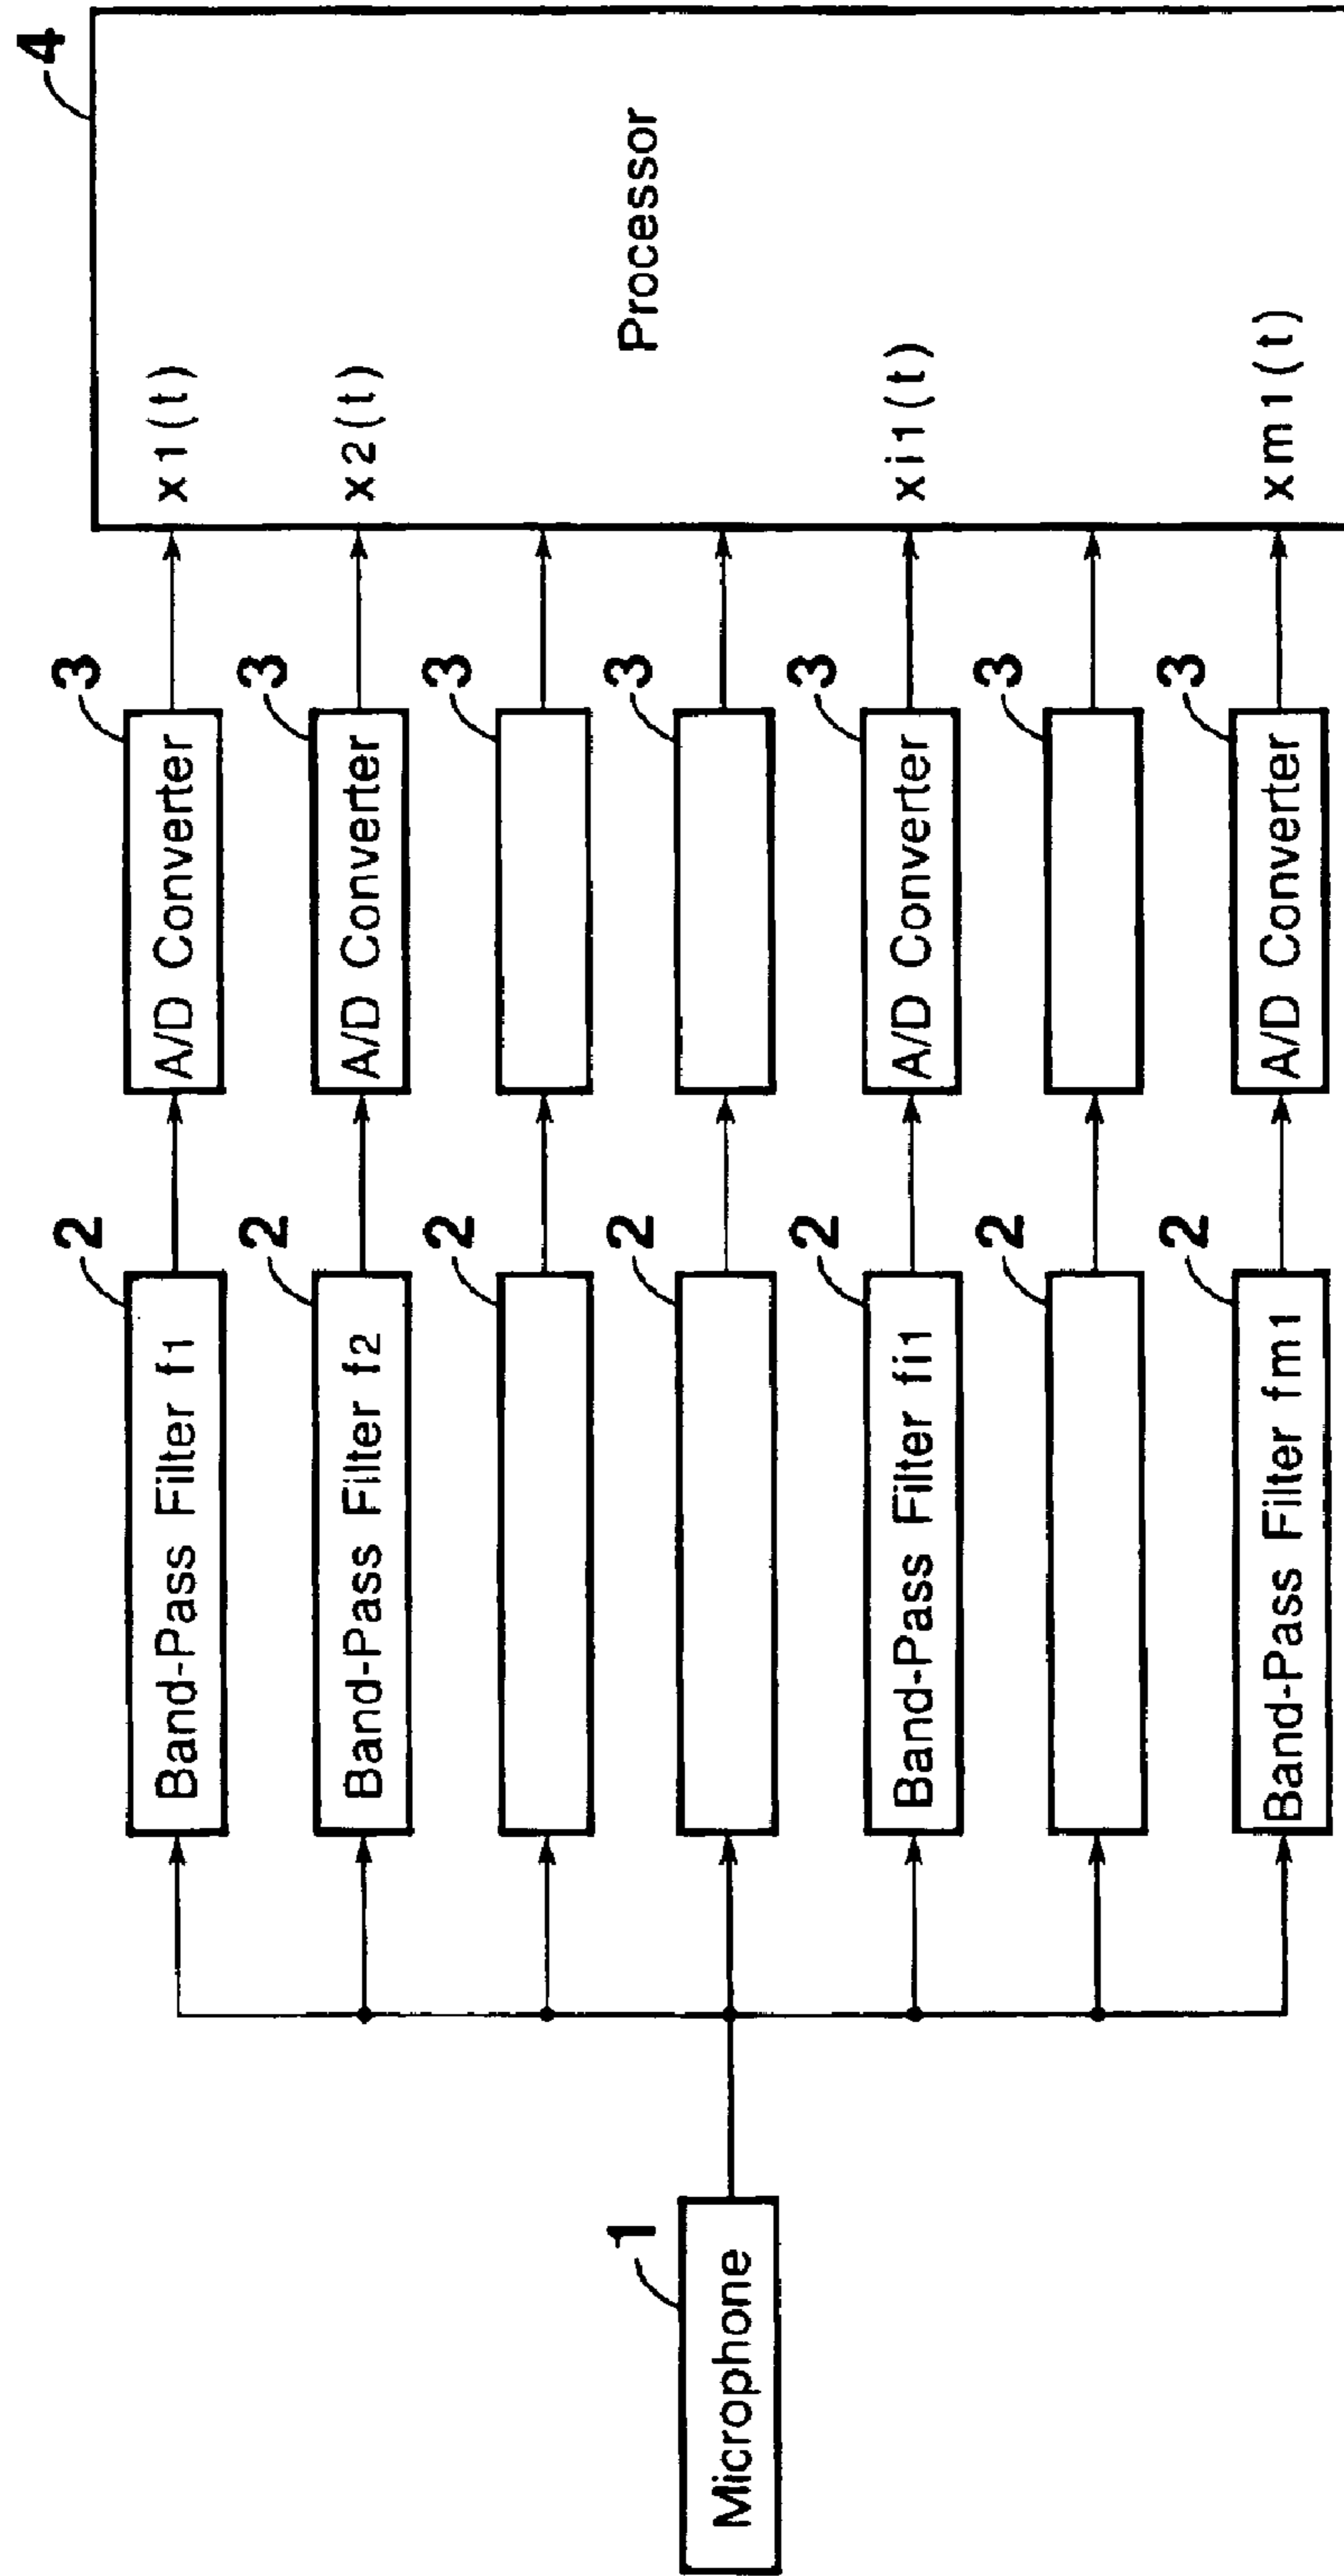 1
Microphone
2
Band-Pass Filter f1
3
A/D Converter
x1(t)
2
Band-Pass Filter f2
3
A/D Converter
x2(t)
2
3
2
3
2
Band-Pass Filter fi1
3
A/D Converter
xi1(t)
2
3
2
Band-Pass Filter fm1
3
A/D Converter
xm1(t)
4
Processor